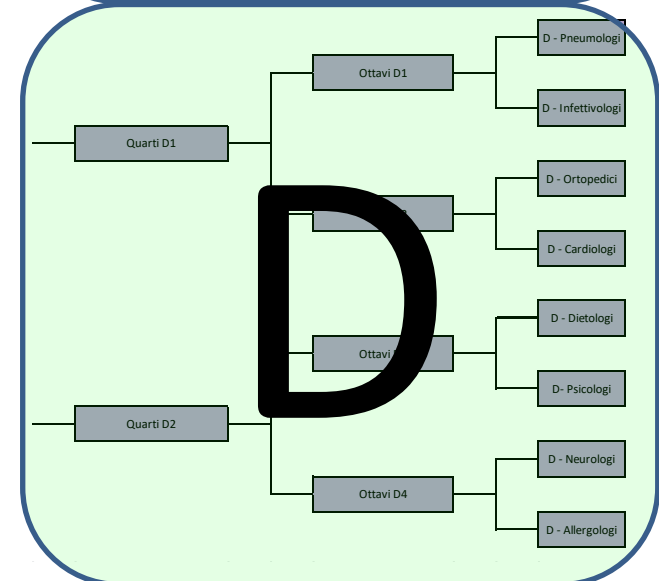 D - Pneumologi
Ottavi D1
D - Infettivologi
Quarti D1
D - Ortopedici
D - Cardiologi
D
D - Dietologi
Ottavi
D- Psicologi
Quarti D2
D - Neurologi
Ottavi D4
D - Allergologi